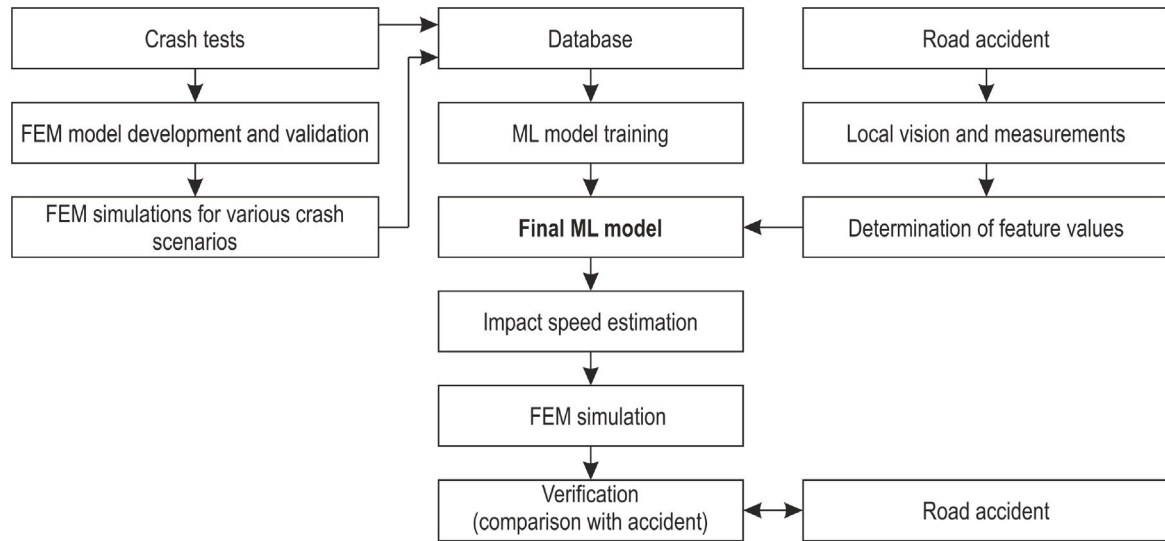 Crash tests
Database
Road accident
FEM model development and validation
ML model training
Local vision and measurements
FEM simulations for various crash
scenarios
Final ML model
Determination of feature values
Impact speed estimation
FEM simulation
Verification
(comparison with accident)
Road accident